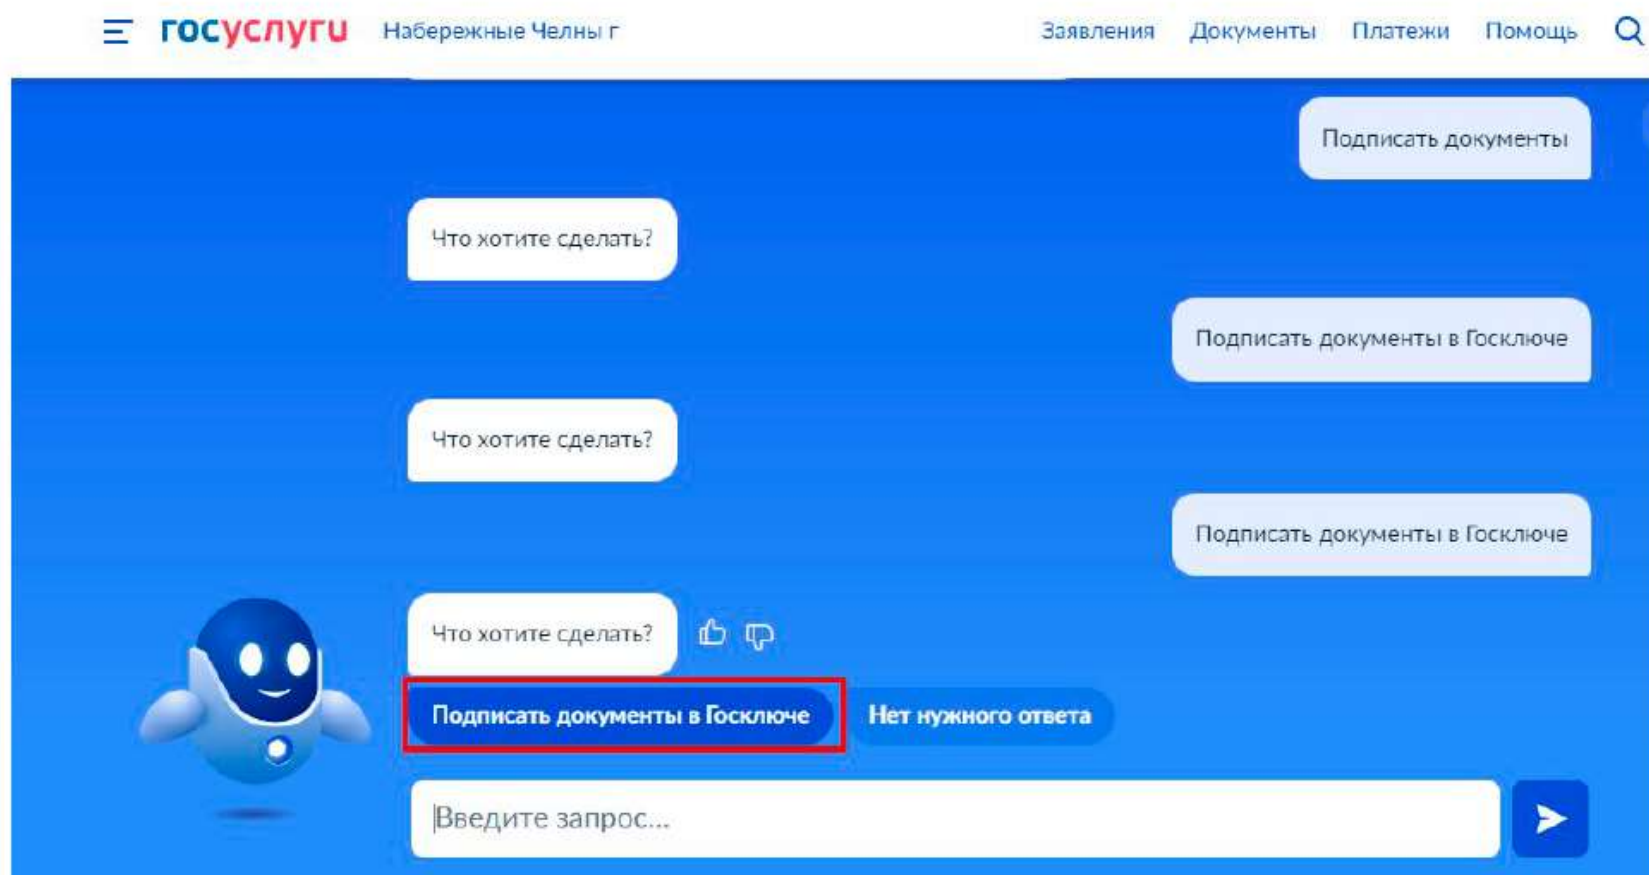 госуслуги Набережные Челны г Заявления Документы Платежи Помощь
Подписать документы
Что хотите сделать?
Подписать документы в Госключе
Что хотите сделать?
Подписать документы в Госключе
Что хотите сделать?
Подписать документы в Госключе Нет нужного ответа
Введите запрос...